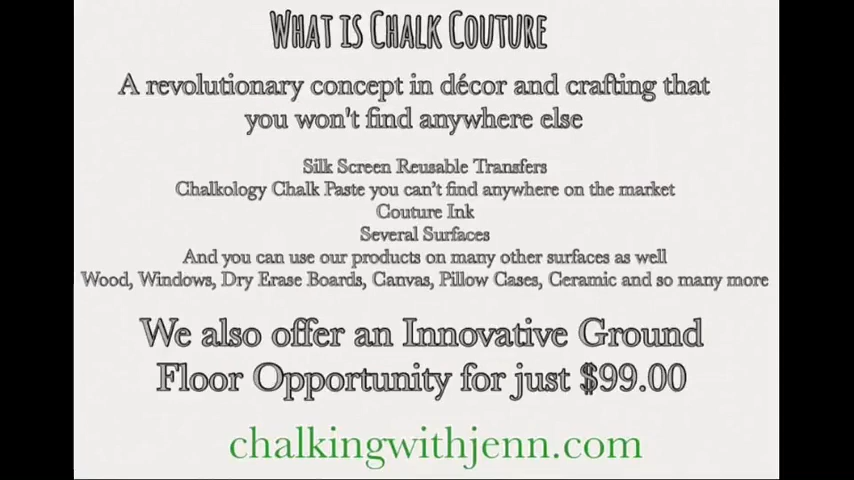 What is Chalk Couture
A revolutionary concept in décor and crafting that
you won't find anywhere else
Silk Screen Reusable Transfers
Chalkology Chalk Paste you can't find anywhere on the market
Couture Ink
Several Surfaces
And you can use our products on many other surfaces as well
Wood, Windows, Dry Erase Boards, Canvas, Pillow Cases, Ceramic and so many more
We also offer an Innovative Ground
Floor Opportunity for just $99.00
chalkingwithjenn.com